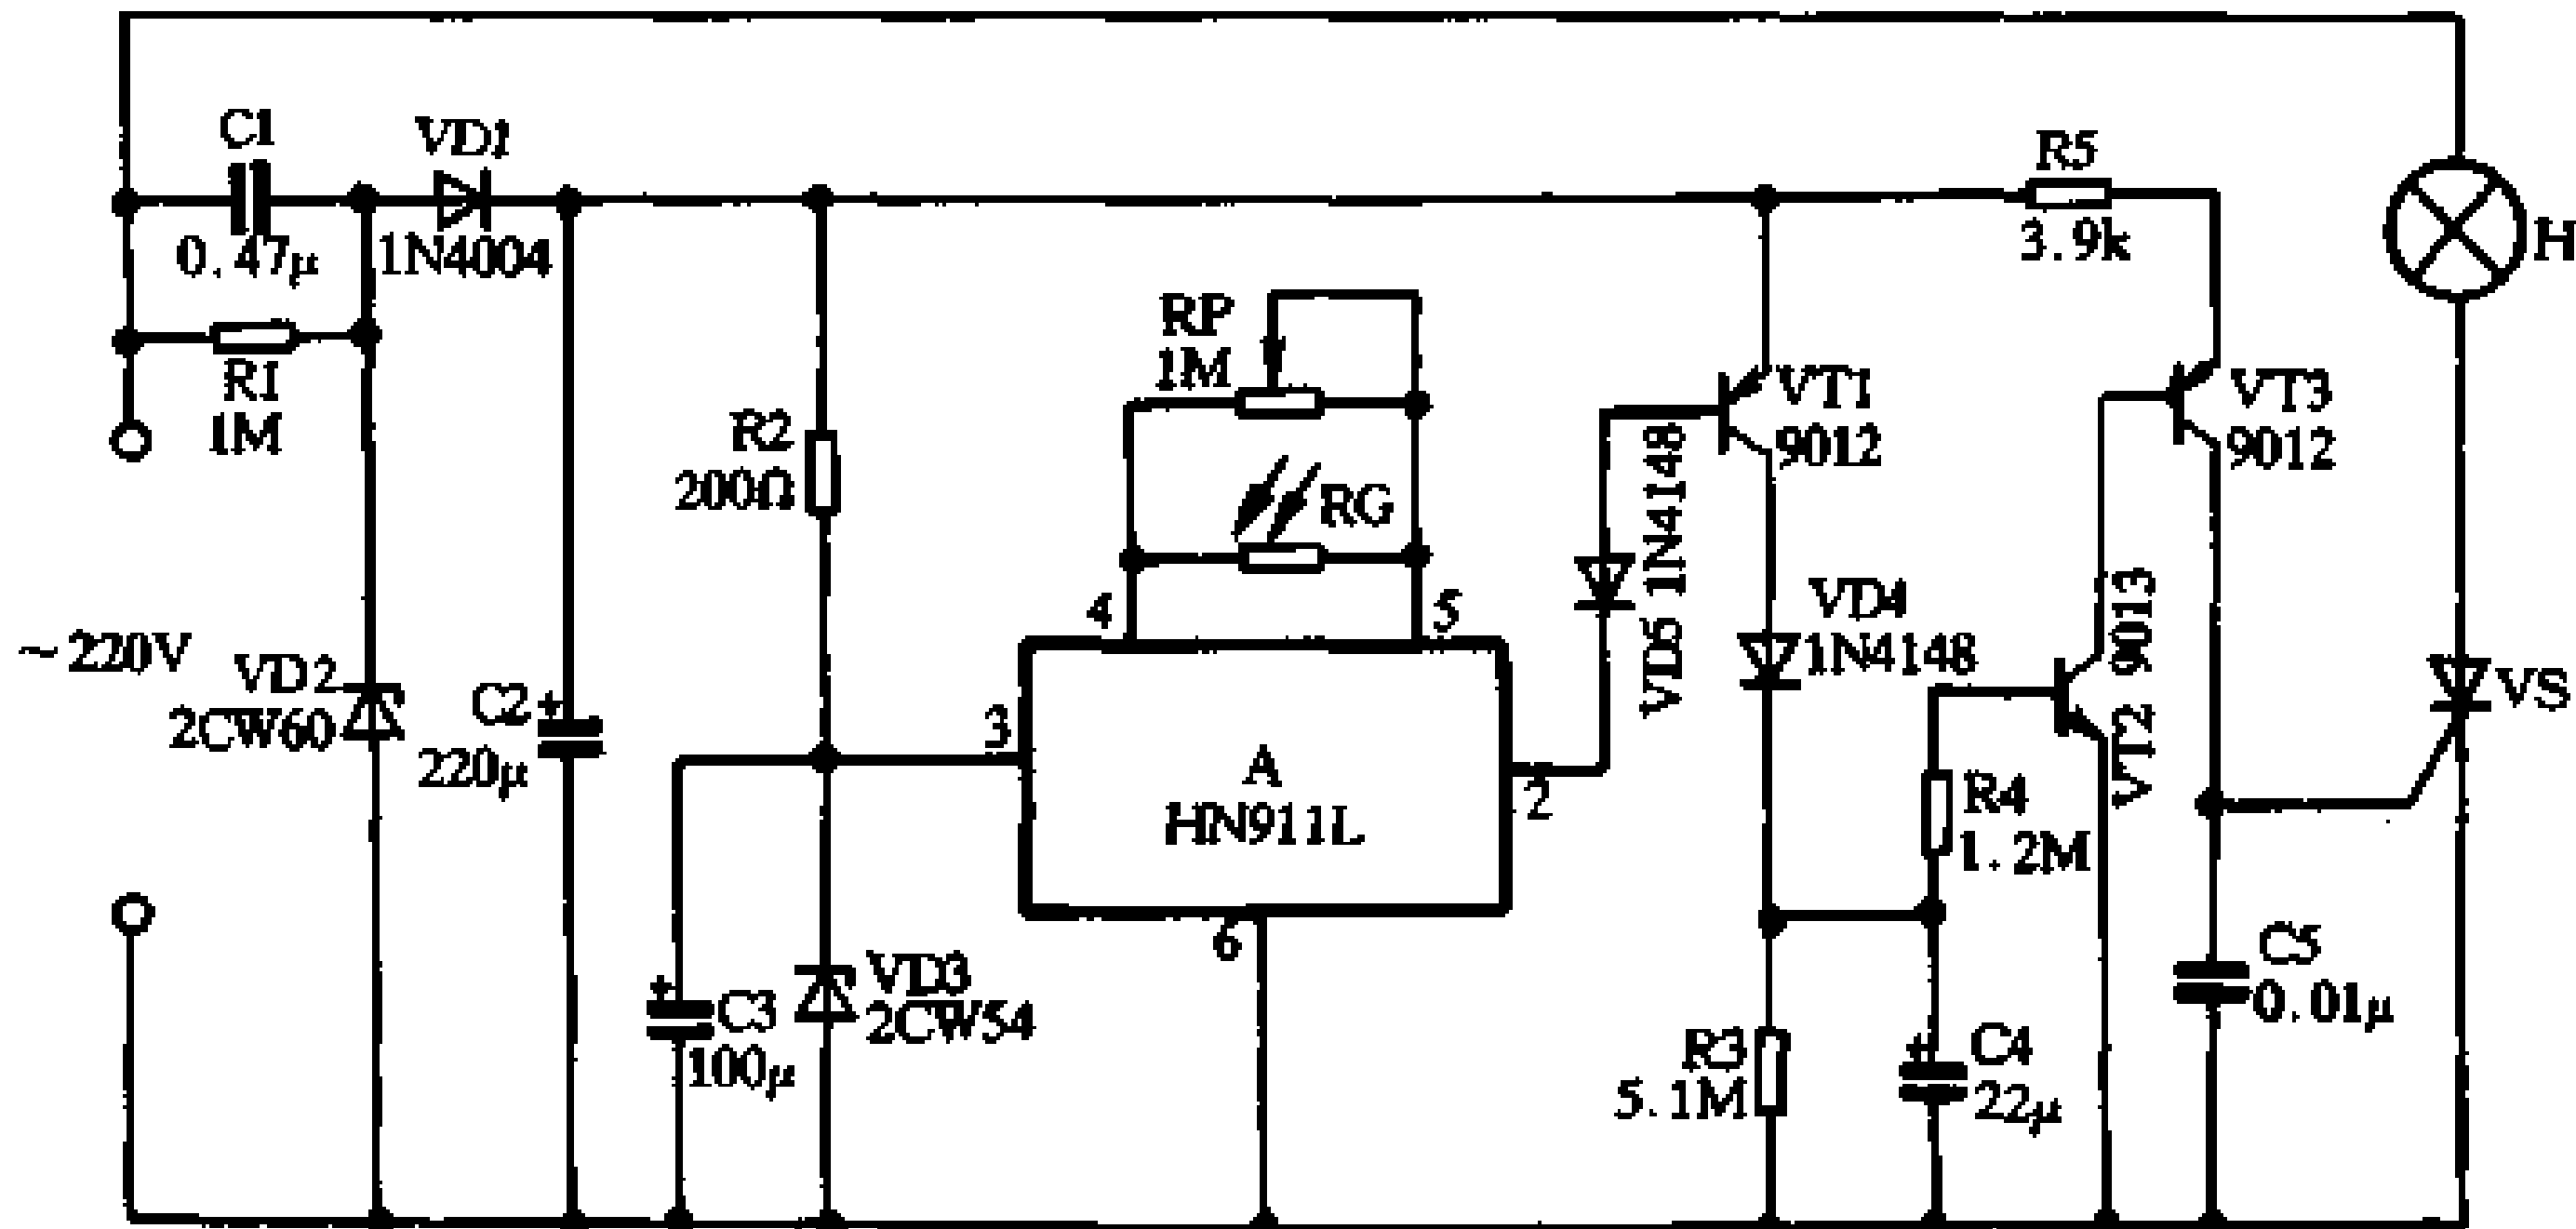 C1
0.47μ
VD1
1N4004
R1
1M
~220V
VD2
2CW60
C2
+
220μ
R2
200Ω
RP
1M
RG
4
5
3
A
HN911L
2
6
+
C3
100μ
VD3
2CW54
VD5 1N4148
VT1
9012
VD4
1N4148
R3
5.1M
R4
1.2M
+
C4
22μ
VT2 9013
R5
3.9k
VT3
9012
C5
0.01μ
H
VS